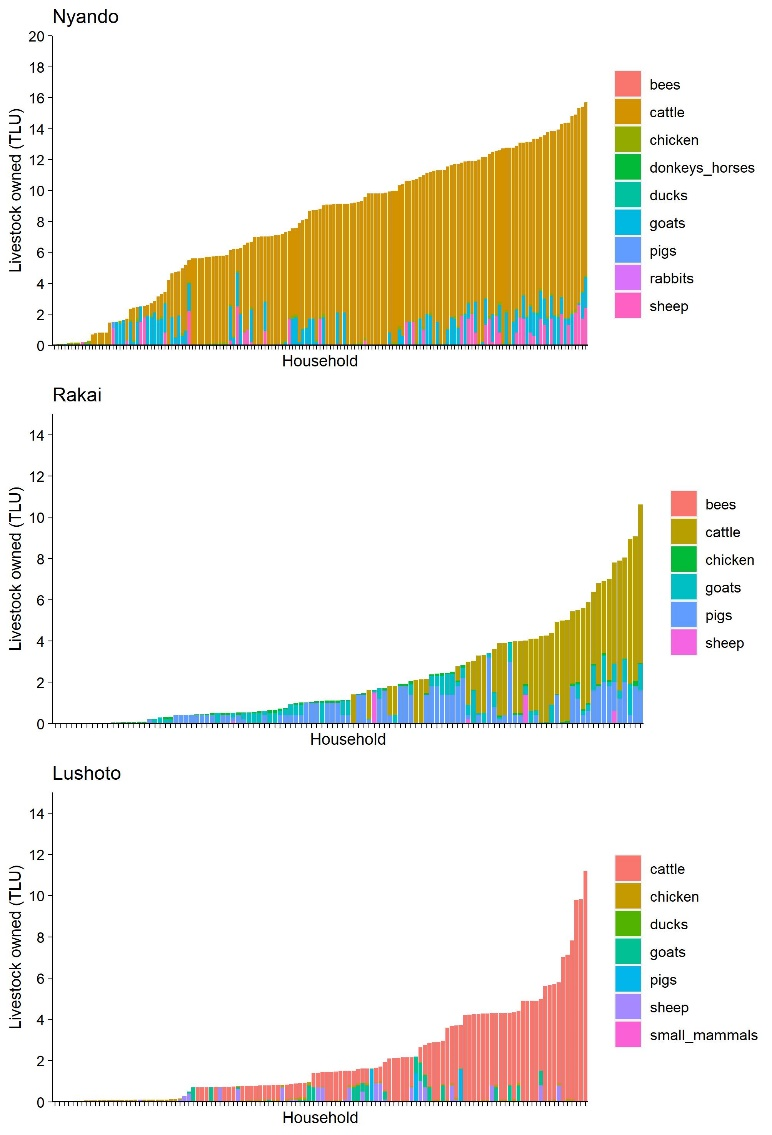 Nyando
Livestock owned (TLU)
20
18
16
14
12
10
8
6
4
2
0
Household
bees
cattle
chicken
donkeys_horses
ducks
goats
pigs
rabbits
sheep
Rakai
Livestock owned (TLU)
14
12
10
8
6
4
2
0
Household
bees
cattle
chicken
goats
pigs
sheep
Lushoto
Livestock owned (TLU)
14
12
10
8
6
4
2
0
Household
cattle
chicken
ducks
goats
pigs
sheep
small_mammals